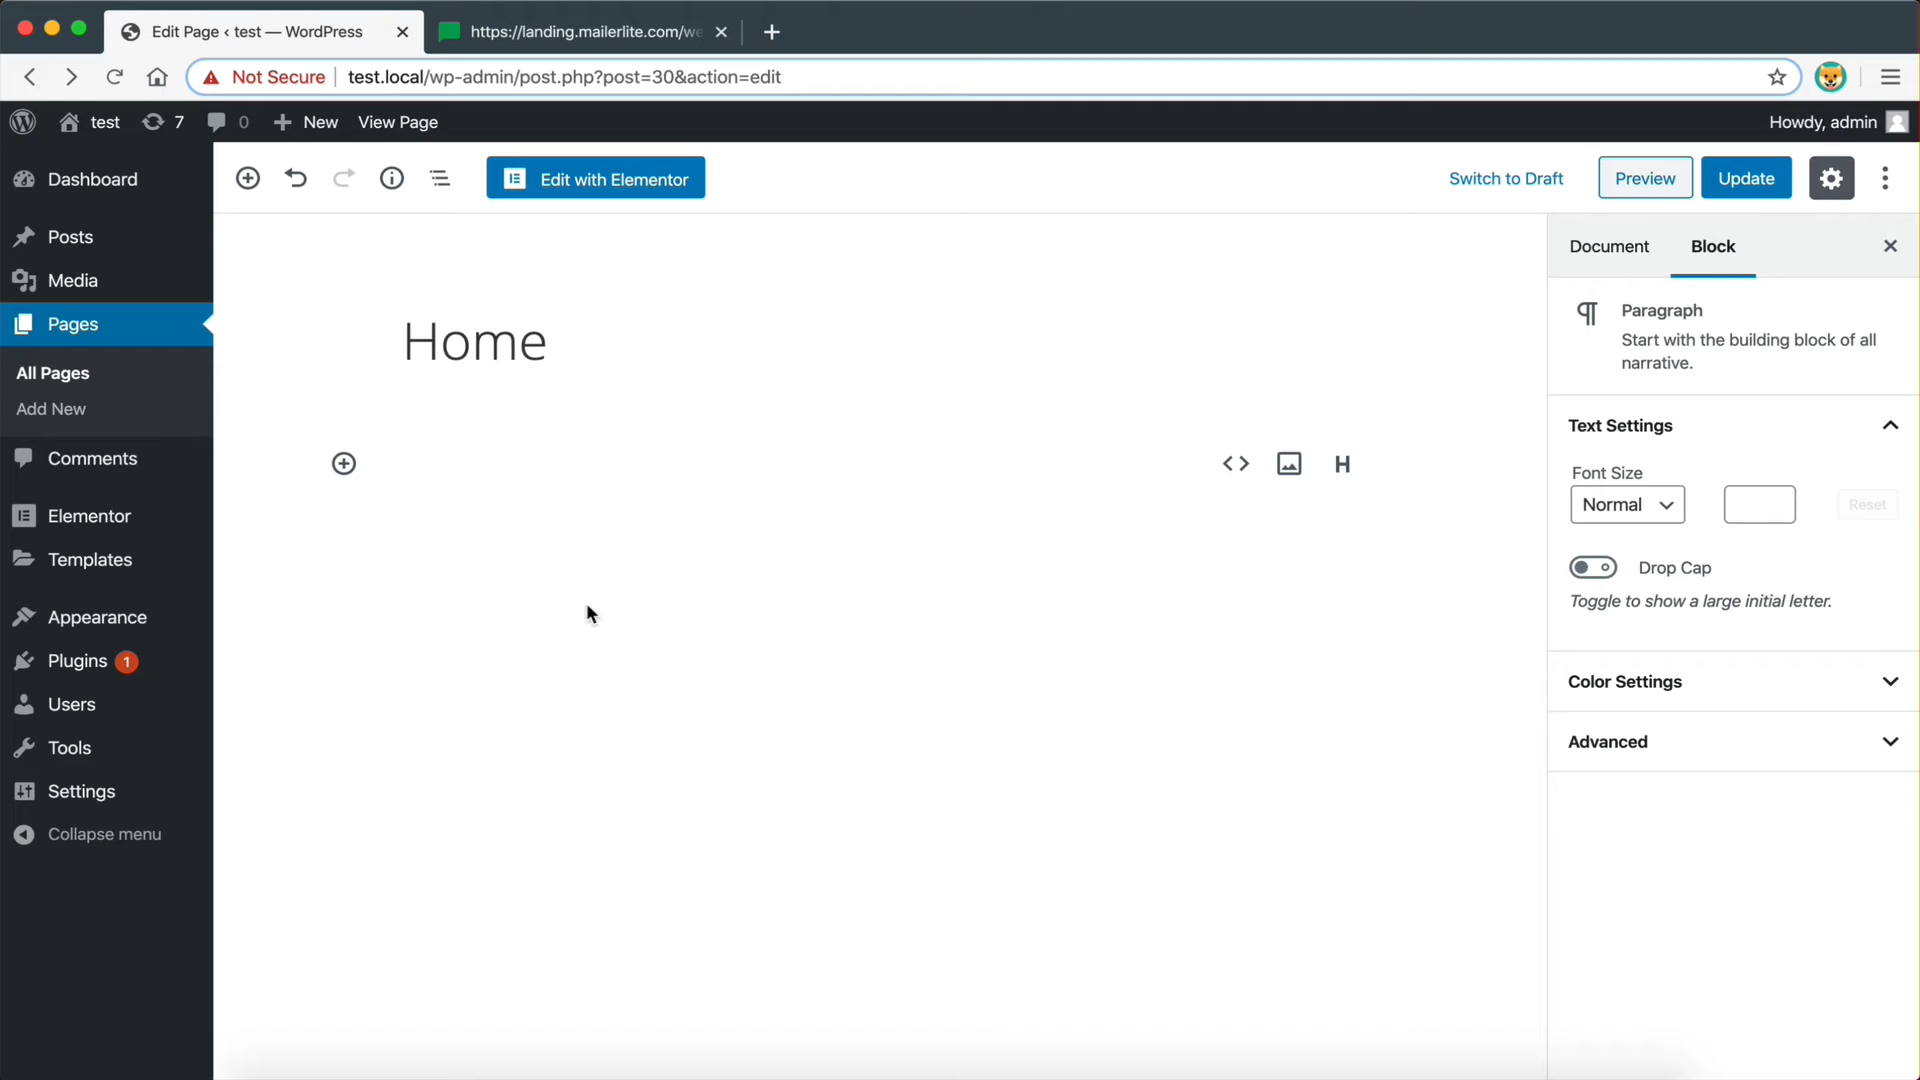 Edit Page ‹ test — WordPress
https://landing.mailerlite.com/we
Not Secure
test.local/wp-admin/post.php?post=30&action=edit
test
7
0
New
View Page
Howdy, admin
Dashboard
Posts
Media
Pages
All Pages
Add New
Comments
Elementor
Templates
Appearance
Plugins 1
Users
Tools
Settings
Collapse menu
Edit with Elementor
Switch to Draft
Preview
Update
Home
H
Document
Block
Paragraph
Start with the building block of all
narrative.
Text Settings
Font Size
Normal
Reset
Drop Cap
Toggle to show a large initial letter.
Color Settings
Advanced